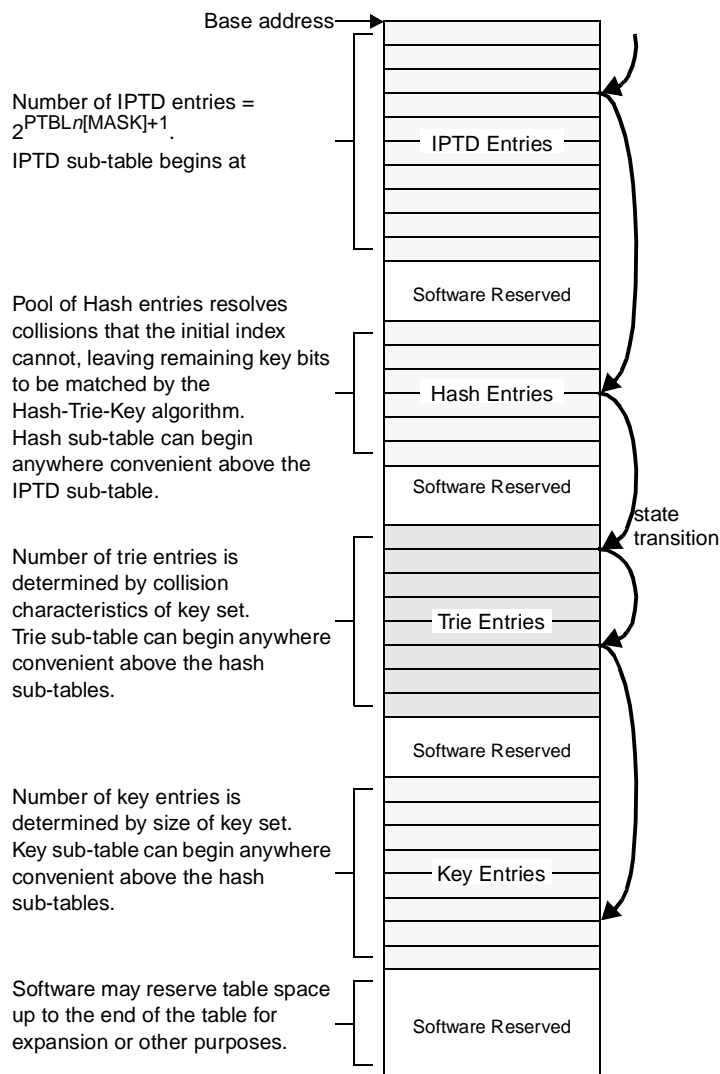 Base address
Number of IPTD entries =
2^PTBLn[MASK]+1.
IPTD sub-table begins at
IPTD Entries
Software Reserved
Pool of Hash entries resolves
collisions that the initial index
cannot, leaving remaining key bits
to be matched by the
Hash-Trie-Key algorithm.
Hash sub-table can begin
anywhere convenient above the
IPTD sub-table.
Hash Entries
Software Reserved
state
transition
Number of trie entries is
determined by collision
characteristics of key set.
Trie sub-table can begin anywhere
convenient above the hash
sub-tables.
Trie Entries
Software Reserved
Number of key entries is
determined by size of key set.
Key sub-table can begin anywhere
convenient above the hash
sub-tables.
Key Entries
Software may reserve table space
up to the end of the table for
expansion or other purposes.
Software Reserved